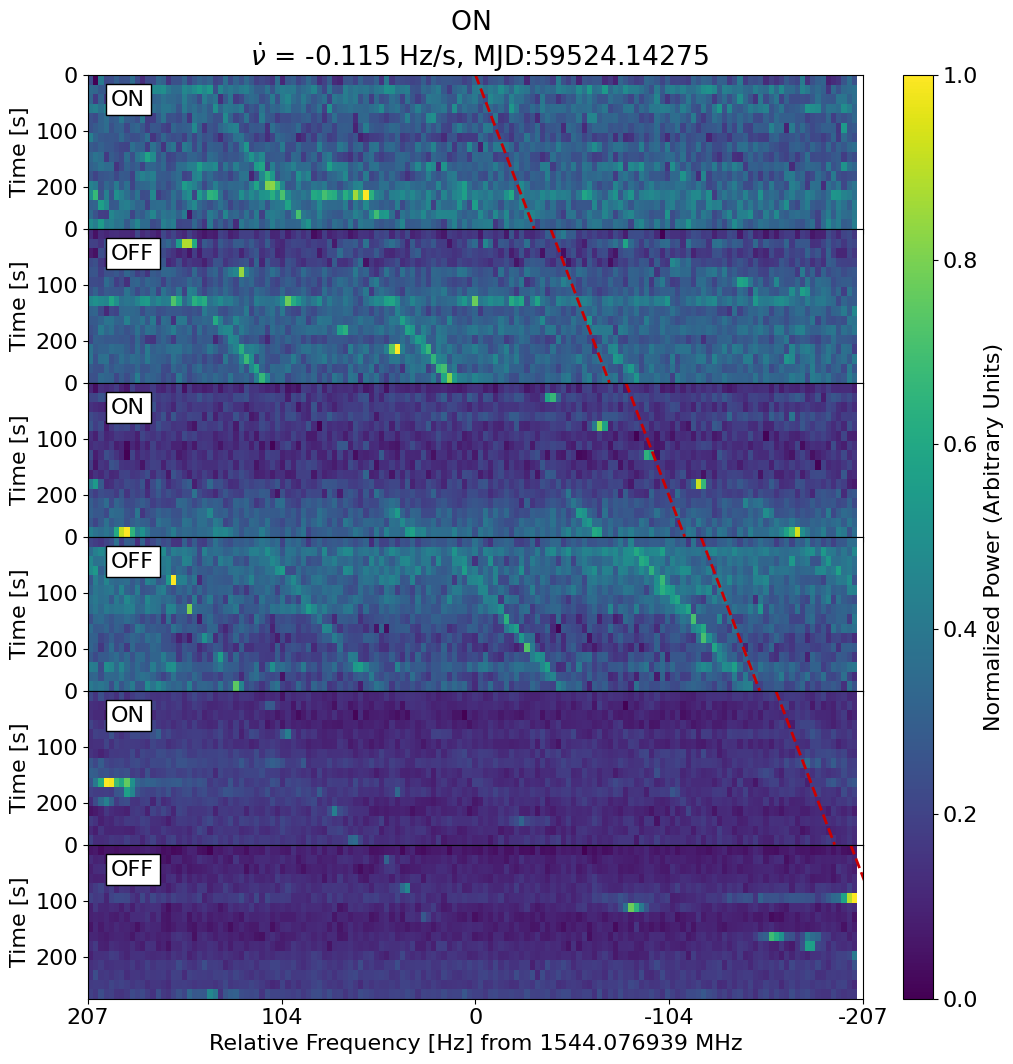 ON
ν̇ = -0.115 Hz/s, MJD:59524.14275
0
ON
Time [s]
100
200
0
OFF
Time [s]
100
200
0
ON
Time [s]
100
200
0
OFF
Time [s]
100
200
0
ON
Time [s]
100
200
0
OFF
Time [s]
100
200
207 104 0 -104 -207
Relative Frequency [Hz] from 1544.076939 MHz
1.0
0.8
0.6
0.4
0.2
0.0
Normalized Power (Arbitrary Units)